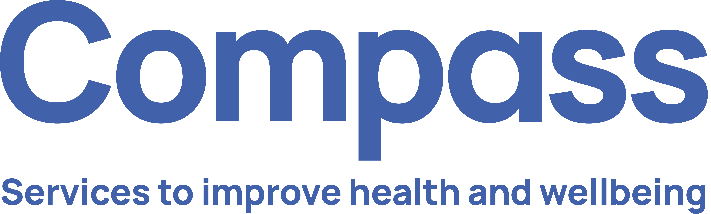 Compass
Services to improve health and wellbeing